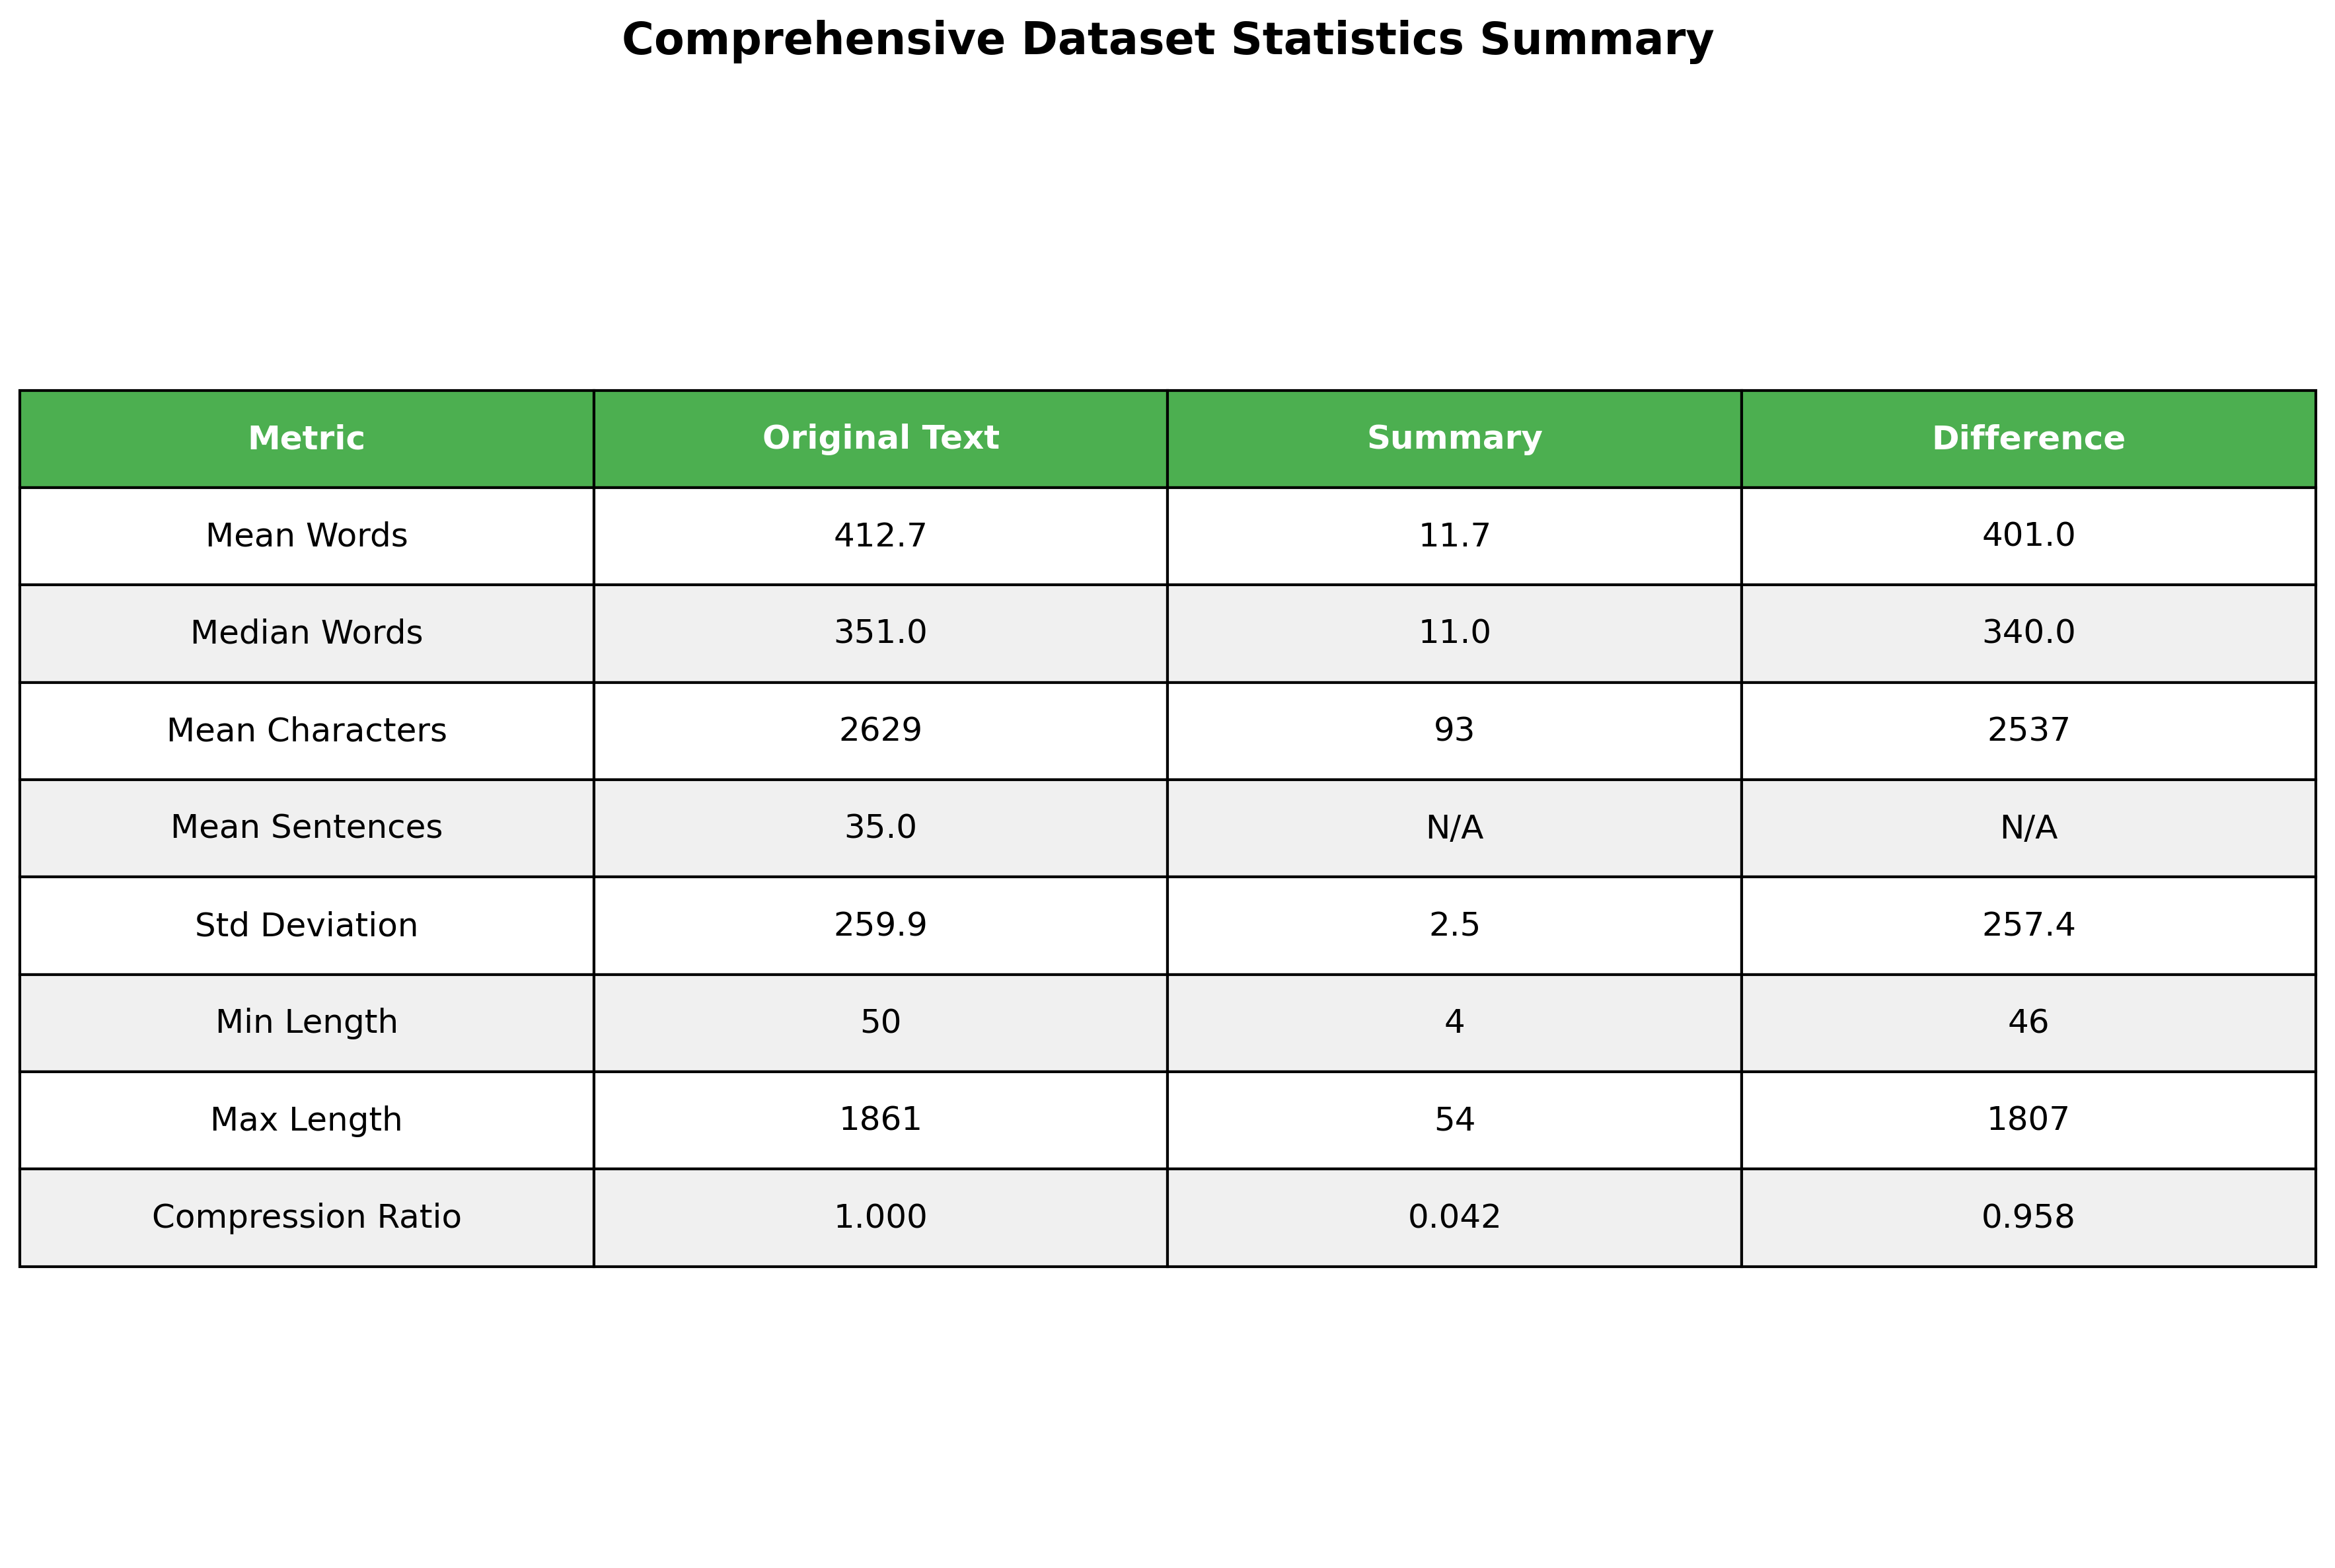 Comprehensive Dataset Statistics Summary
Metric Original Text Summary Difference
Mean Words 412.7 11.7 401.0
Median Words 351.0 11.0 340.0
Mean Characters 2629 93 2537
Mean Sentences 35.0 N/A N/A
Std Deviation 259.9 2.5 257.4
Min Length 50 4 46
Max Length 1861 54 1807
Compression Ratio 1.000 0.042 0.958